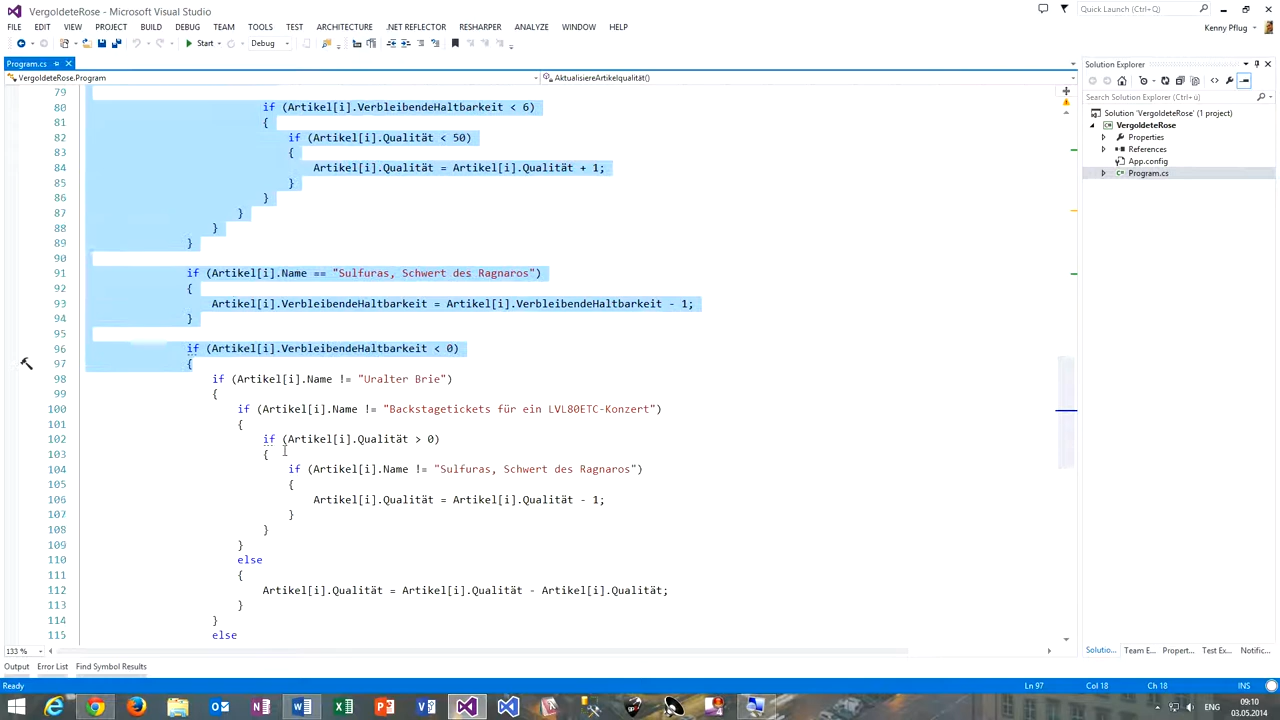 VergoldeteRose - Microsoft Visual Studio
Quick Launch (Ctrl+Q)
FILE EDIT VIEW PROJECT BUILD DEBUG TEAM TOOLS TEST ARCHITECTURE .NET REFLECTOR RESHARPER ANALYZE WINDOW HELP
Kenny Pflug
Start Debug
Program.cs
Solution Explorer
VergoldeteRose.Program
AktualisiereArtikelqualität()
Search Solution Explorer (Ctrl+ü)
Solution 'VergoldeteRose' (1 project)
VergoldeteRose
Properties
References
App.config
Program.cs
79
80 if (Artikel[i].VerbleibendeHaltbarkeit < 6)
81 {
82 if (Artikel[i].Qualität < 50)
83 {
84 Artikel[i].Qualität = Artikel[i].Qualität + 1;
85 }
86 }
87 }
88 }
89 }
90
91 if (Artikel[i].Name == "Sulfuras, Schwert des Ragnaros")
92 {
93 Artikel[i].VerbleibendeHaltbarkeit = Artikel[i].VerbleibendeHaltbarkeit - 1;
94 }
95
96 if (Artikel[i].VerbleibendeHaltbarkeit < 0)
97 {
98 if (Artikel[i].Name != "Uralter Brie")
99 {
100 if (Artikel[i].Name != "Backstagetickets für ein LVL80ETC-Konzert")
101 {
102 if (Artikel[i].Qualität > 0)
103 {
104 if (Artikel[i].Name != "Sulfuras, Schwert des Ragnaros")
105 {
106 Artikel[i].Qualität = Artikel[i].Qualität - 1;
107 }
108 }
109 }
110 else
111 {
112 Artikel[i].Qualität = Artikel[i].Qualität - Artikel[i].Qualität;
113 }
114 }
115 else
133 %
Solutio... Team E... Propert... Test Ex... Notific...
Output Error List Find Symbol Results
Ready
Ln 97 Col 18 Ch 18 INS
ENG
09:10
03.05.2014